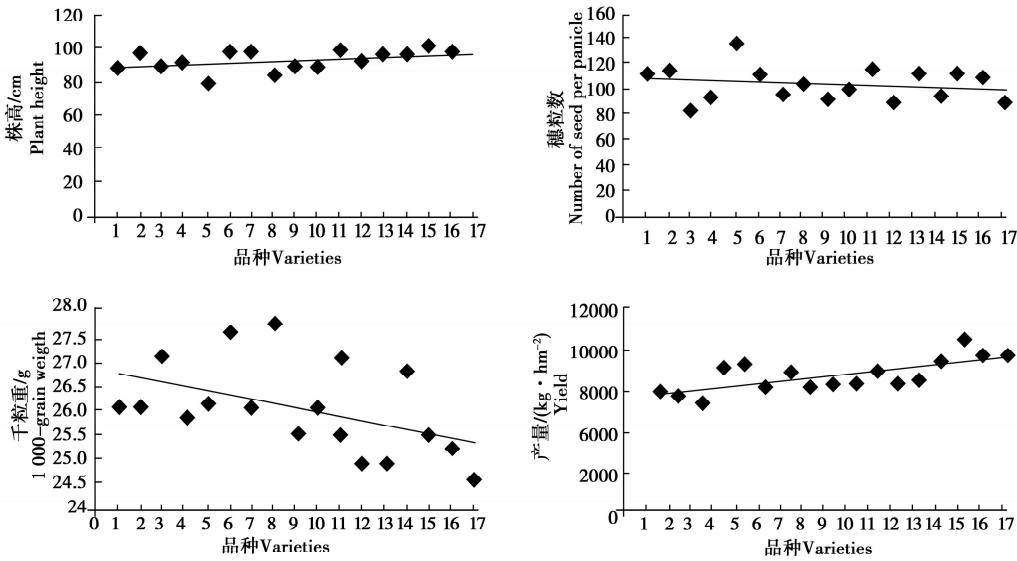 120
100
80
60
40
20
0
株高/cm
Plant height
1 2 3 4 5 6 7 8 9 10 11 12 13 14 15 16 17
品种Varieties
160
140
120
100
80
60
40
20
0
穗粒数
Number of seed per panicle
1 2 3 4 5 6 7 8 9 10 11 12 13 14 15 16 17
品种Varieties
28.0
27.5
27.0
26.5
26.0
25.5
25.0
24.5
24
千粒重/g
1 000-grain weigth
0 1 2 3 4 5 6 7 8 9 10 11 12 13 14 15 16 17
品种Varieties
12000
10000
8000
6000
2000
0
产量/(kg·hm⁻²)
Yield
1 2 3 4 5 6 7 8 9 10 11 12 13 14 15 16 17
品种Varieties